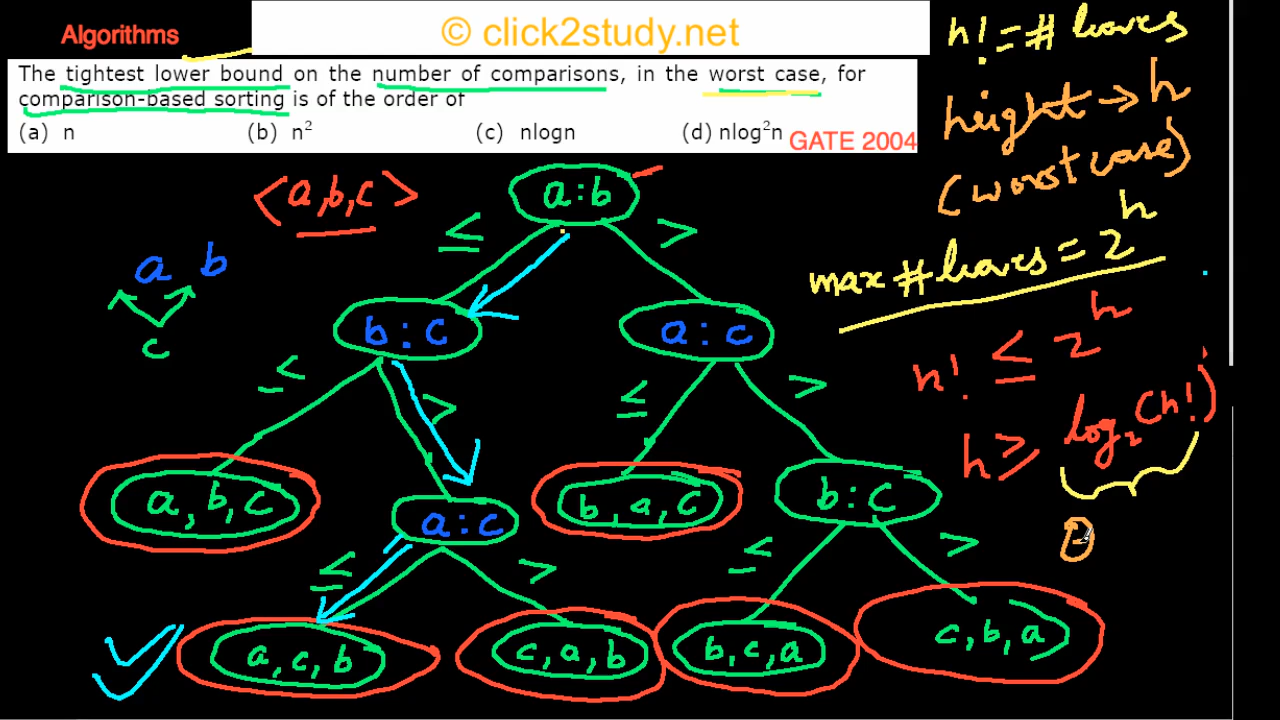 Algorithms
© click2study.net
The tightest lower bound on the number of comparisons, in the worst case, for
comparison-based sorting is of the order of
(a) n (b) n² (c) nlogn (d) nlog²n
GATE 2004
n! = # leaves
height → h
(worst case)
max # leaves = 2^h
n! ≤ 2^h
h ≥ log₂(n!)
Θ
<a,b,c>
a:b
≤ >
a b
c
b:c a:c
≤ > ≤ >
a,b,c a:c b,a,c b:c
≤ > ≤ >
a,c,b c,a,b b,c,a c,b,a